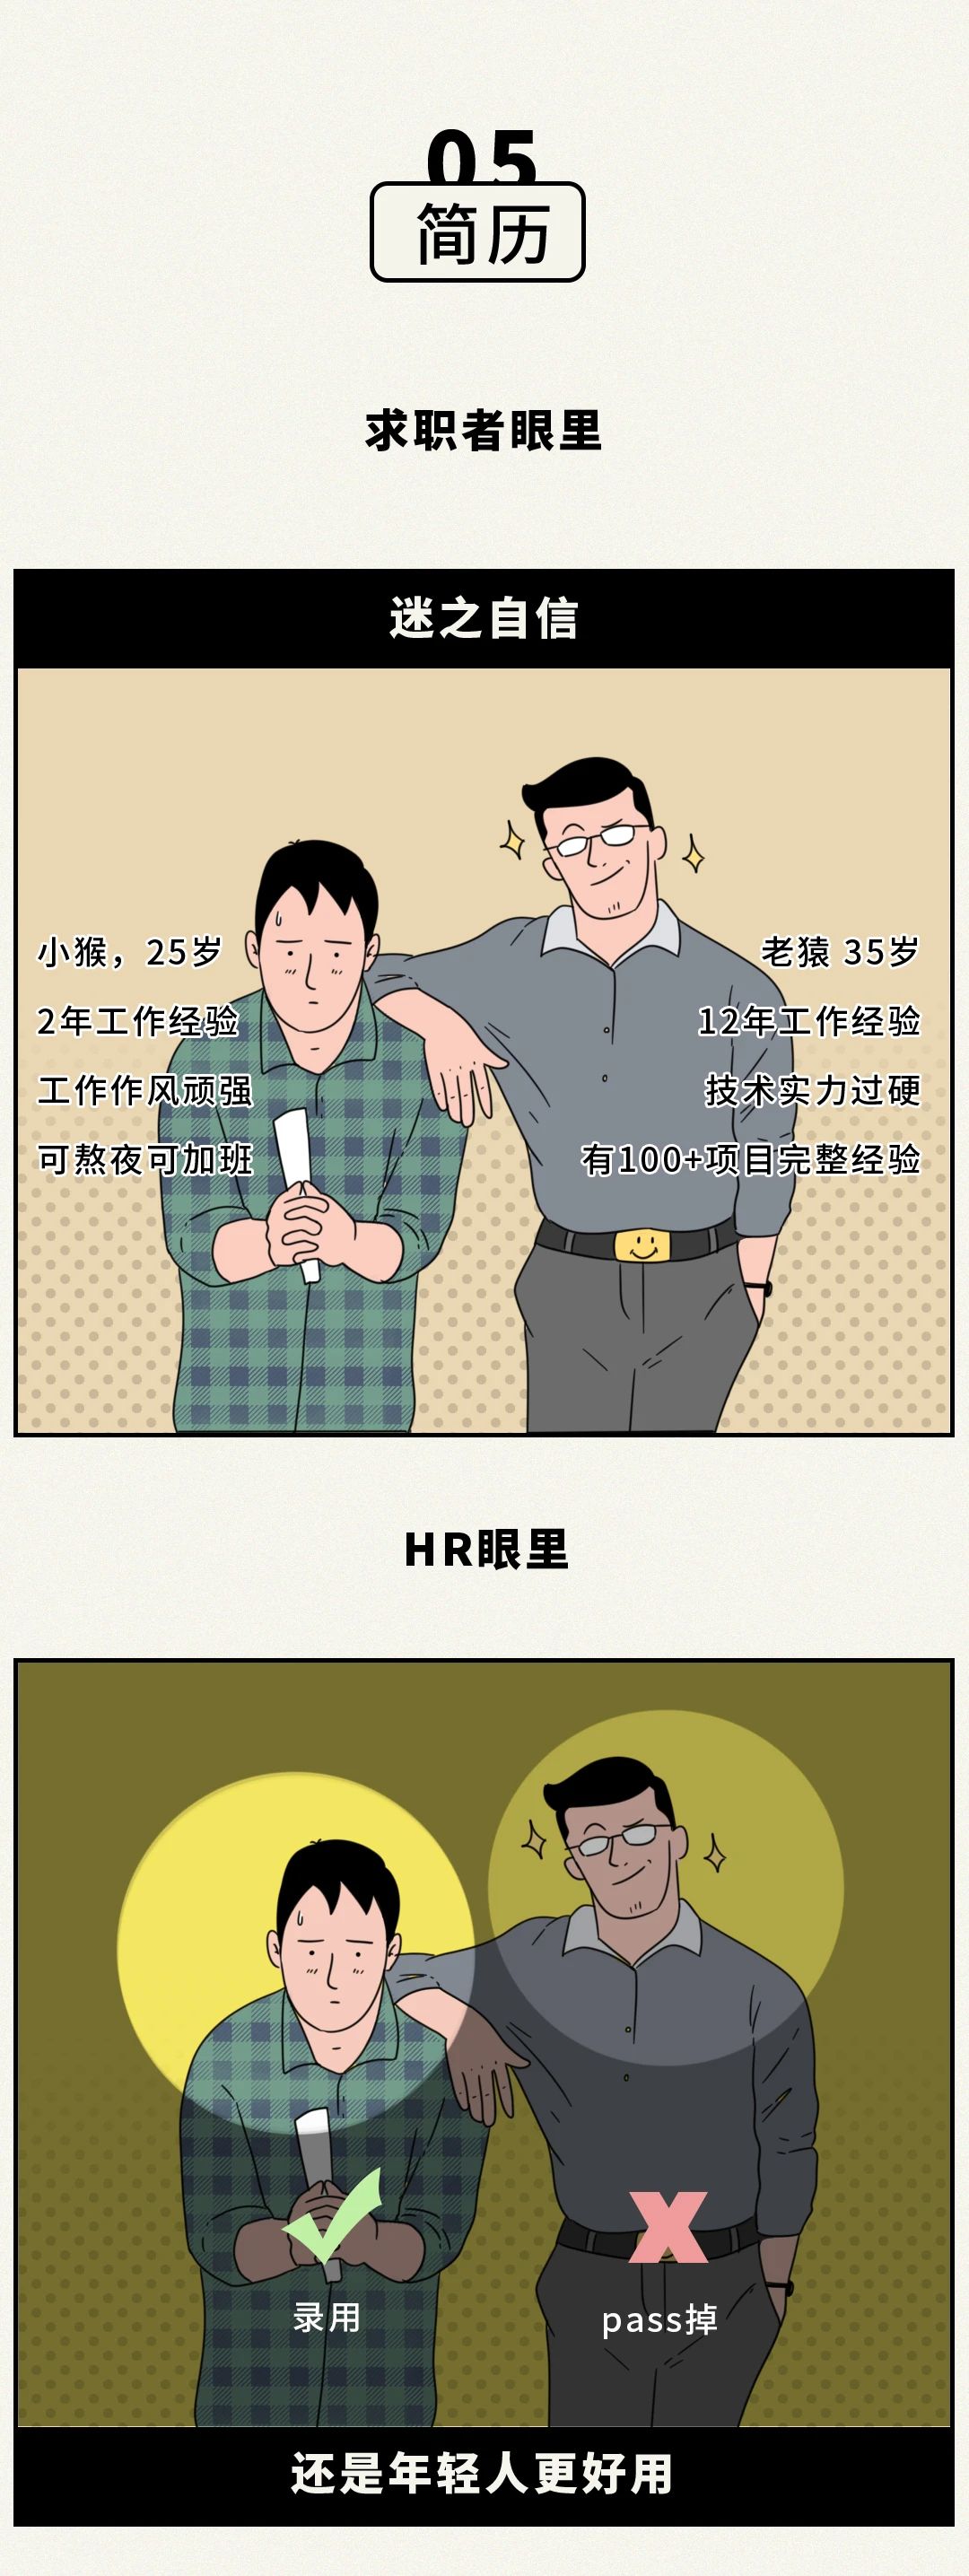 05
简历
求职者眼里
迷之自信
小猴，25岁
2年工作经验
工作作风顽强
可熬夜可加班
老猿 35岁
12年工作经验
技术实力过硬
有100+项目完整经验
HR眼里
录用
pass掉
还是年轻人更好用